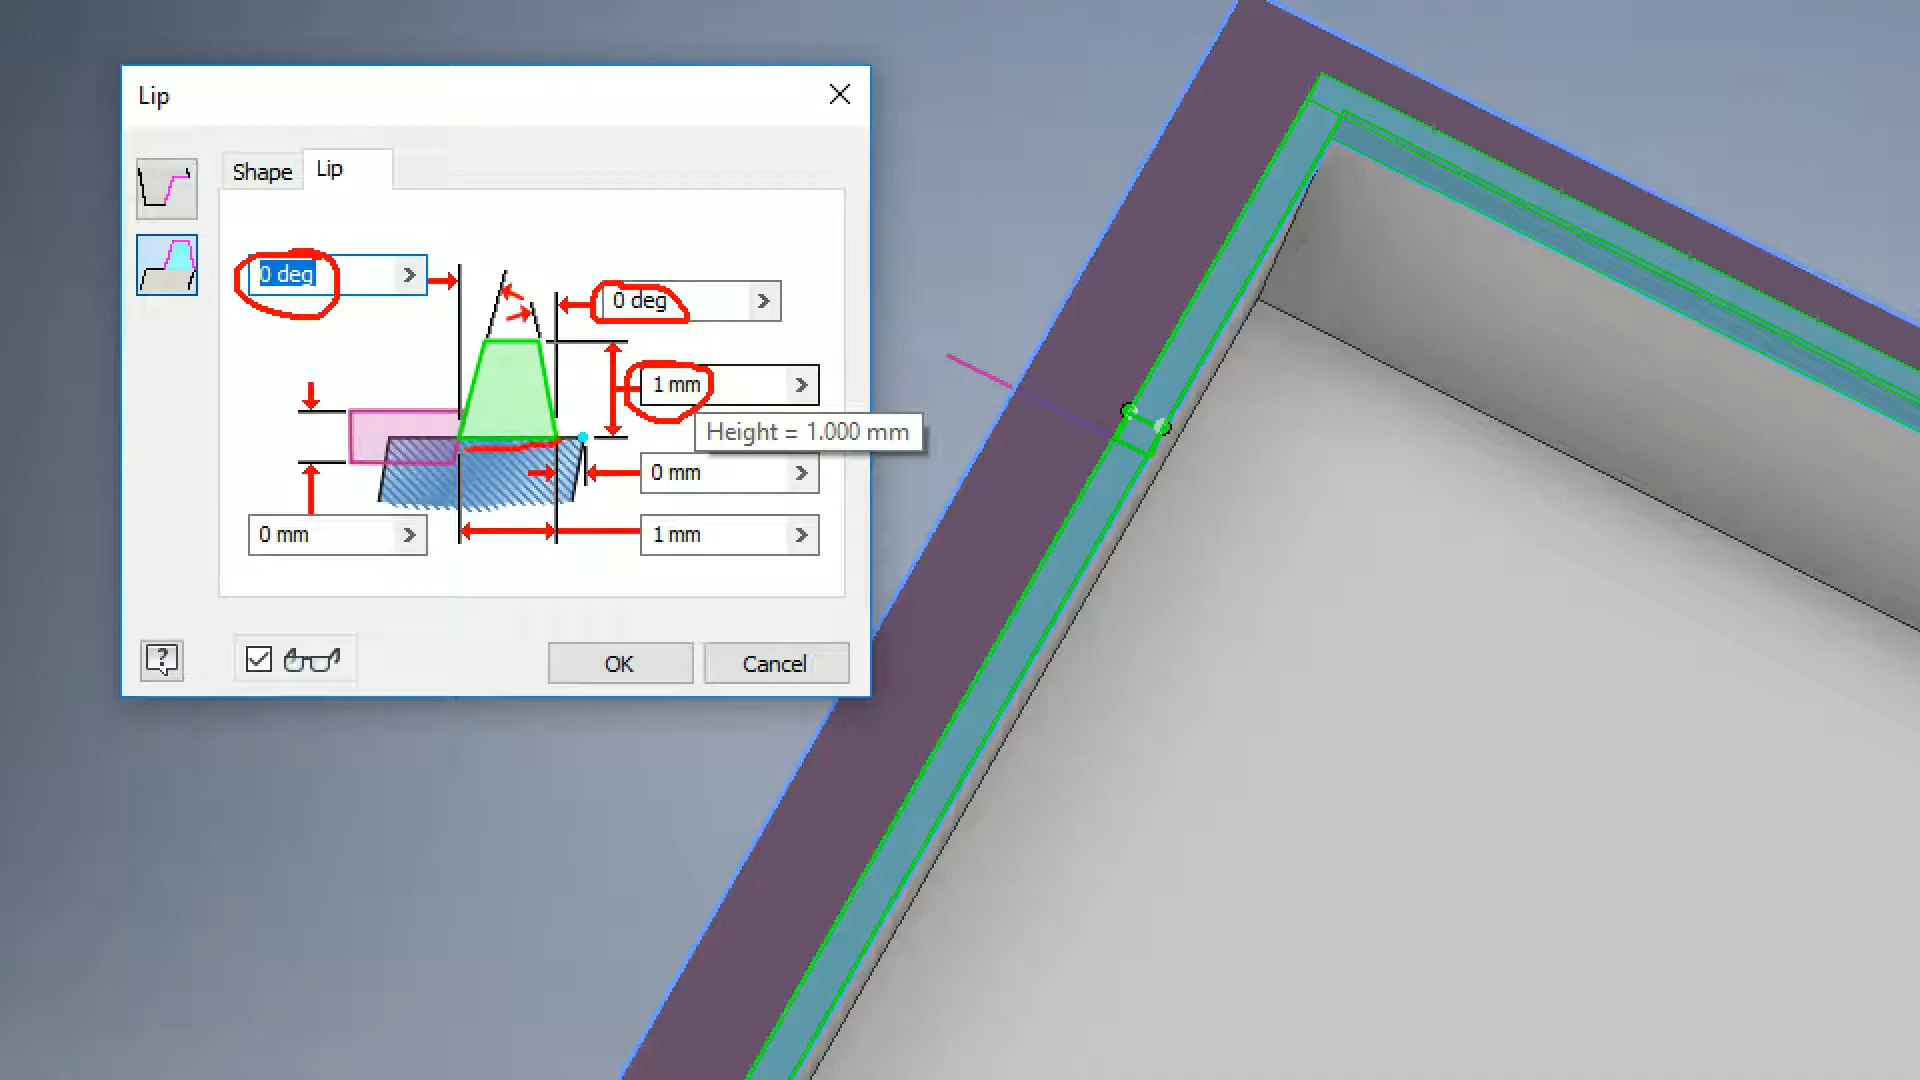 Lip
Shape
Lip
0 deg
0 deg
1 mm
Height = 1.000 mm
0 mm
0 mm
1 mm
?
OK
Cancel